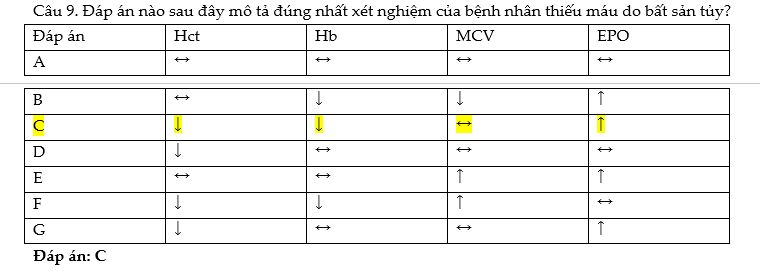 Câu 9. Đáp án nào sau đây mô tả đúng nhất xét nghiệm của bệnh nhân thiếu máu do bất sản tủy?
Đáp án Hct Hb MCV EPO
A ↔ ↔ ↔ ↔
B ↔ ↓ ↓ ↑
C ↓ ↓ ↔ ↑
D ↓ ↔ ↔ ↔
E ↔ ↔ ↑ ↑
F ↓ ↓ ↑ ↔
G ↓ ↔ ↔ ↑
Đáp án: C